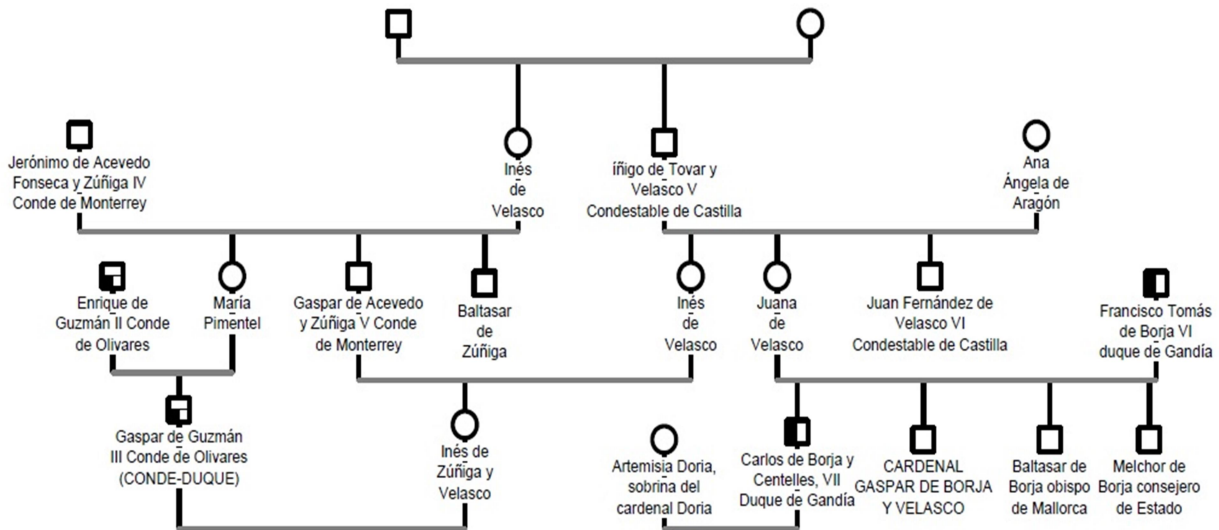 Jerónimo de Acevedo
Fonseca y Zúñiga IV
Conde de Monterrey
Inés
de
Velasco
íñigo de Tovar y
Velasco V
Condestable de Castilla
Ana
Ángela de
Aragón
Enrique de
Guzmán II Conde
de Olivares
María
Pimentel
Gaspar de Acevedo
y Zúñiga V Conde
de Monterrey
Baltasar
de
Zúñiga
Inés
de
Velasco
Juana
de
Velasco
Juan Fernández de
Velasco VI
Condestable de Castilla
Francisco Tomás
de Borja VI
duque de Gandía
Gaspar de Guzmán
III Conde de Olivares
(CONDE-DUQUE)
Inés de
Zúñiga y
Velasco
Artemisia Doria,
sobrina del
cardenal Doria
Carlos de Borja y
Centelles, VII
Duque de Gandía
CARDENAL
GASPAR DE BORJA
Y VELASCO
Baltasar de
Borja obispo
de Mallorca
Melchor de
Borja consejero
de Estado